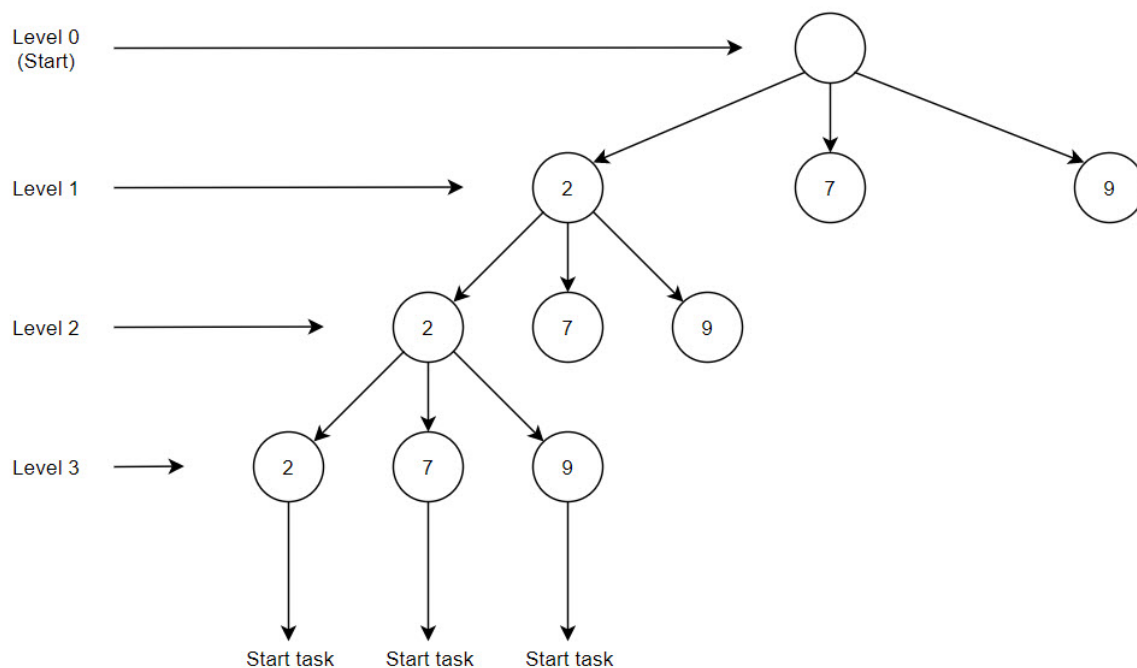 Level 0
(Start)
Level 1
2
7
9
Level 2
2
7
9
Level 3
2
7
9
Start task
Start task
Start task